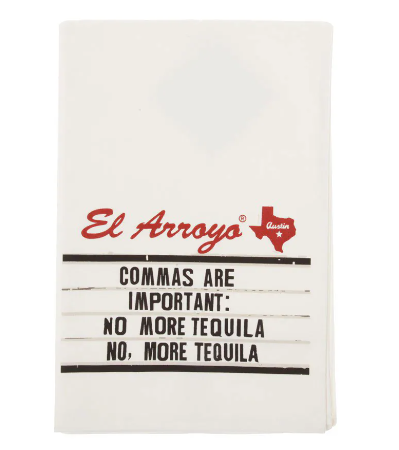 El Arroyo®
Austin
COMMAS ARE
IMPORTANT:
NO MORE TEQUILA
NO, MORE TEQUILA